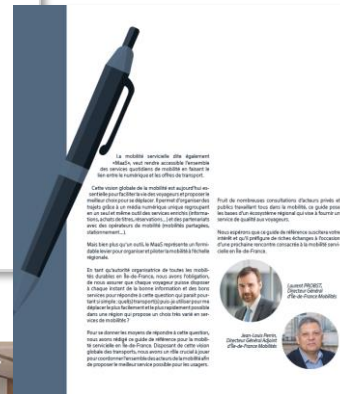 La mobilité servicielle dite également
«MaaS», veut rendre accessible l'ensemble
des services quotidiens de mobilité en faisant le
lien entre le numérique et les offres de transport.
Cette vision globale de la mobilité est aujourd'hui es-
sentielle pour faciliter la vie des voyageurs et proposer le
meilleur choix pour se déplacer. Il permet d'organiser des
trajets grâce à un média numérique unique regroupant
en un seul et même outil des services enrichis (informa-
tions, achats de titres, réservations…) et des partenariats
avec des opérateurs de mobilité (mobilités partagées,
stationnement…).
Mais bien plus qu'un outil, le MaaS représente un formi-
dable levier pour organiser et piloter la mobilité à l'échelle
régionale.
En tant qu'autorité organisatrice de toutes les mobili-
tés durables en Île-de-France, nous avons l'obligation,
de nous assurer que chaque voyageur puisse disposer
à chaque instant de la bonne information et des bons
services pour répondre à cette question qui paraît pour-
tant si simple : quel(s) transport(s) puis-je utiliser pour me
déplacer le plus facilement et le plus rapidement possible
dans une région qui propose un choix très varié en ser-
vices de mobilités ?
Pour se donner les moyens de répondre à cette question,
nous avons rédigé ce guide de référence pour la mobili-
té servicielle en Île-de-France. Disposant de cette vision
globale des transports, nous avons un rôle crucial à jouer
pour coordonner l'ensemble des acteurs de la mobilité afin
de proposer le meilleur service possible pour les usagers.
Fruit de nombreuses consultations d'acteurs privés et
publics travaillant tous dans la mobilité, ce guide pose
les bases d'un écosystème régional qui vise à fournir un
service de qualité aux voyageurs.
Nous espérons que ce guide de référence suscitera votre
intérêt et qu'il préfigure de riches échanges à l'occasion
d'une prochaine rencontre consacrée à la mobilité servi-
cielle en Île-de-France.
Laurent PROBST,
Directeur Général
d'Île-de-France Mobilités
Jean-Louis Perrin,
Directeur Général Adjoint
d'Île-de-France Mobilités